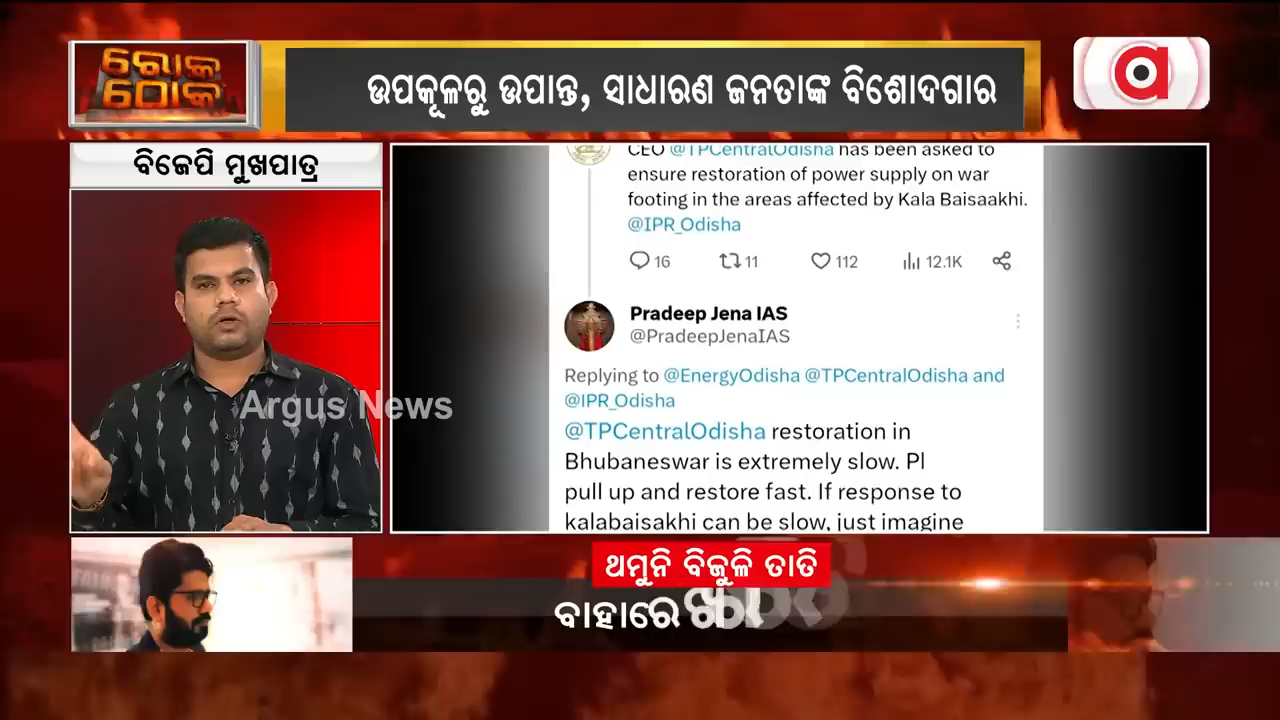 ରୋକ
ଠୋକ
ଉପକୂଳରୁ ଉପାନ୍ତ, ସାଧାରଣ ଜନତାଙ୍କ ବିଶୋଦଗାର
a
ବିଜେପି ମୁଖପାତ୍ର
CEO @TPCentralOdisha has been asked to
ensure restoration of power supply on war
footing in the areas affected by Kala Baisaakhi.
@IPR_Odisha
16 11 112 12.1K
Pradeep Jena IAS
@PradeepJenaIAS
Replying to @EnergyOdisha @TPCentralOdisha and
@IPR_Odisha
@TPCentralOdisha restoration in
Bhubaneswar is extremely slow. Pl
pull up and restore fast. If response to
kalabaisakhi can be slow, just imagine
Argus News
ଥମୁନି ବିଜୁଳି ତାତି
ବାହାରେ